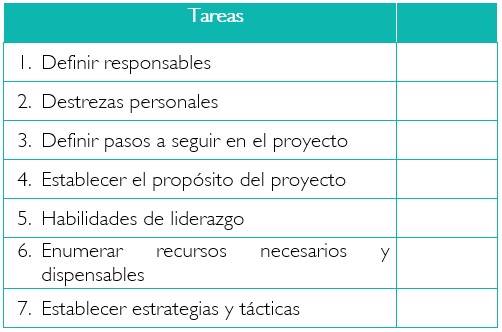 Tareas
1. Definir responsables
2. Destrezas personales
3. Definir pasos a seguir en el proyecto
4. Establecer el propósito del proyecto
5. Habilidades de liderazgo
6. Enumerar recursos necesarios y
dispensables
7. Establecer estrategias y tácticas